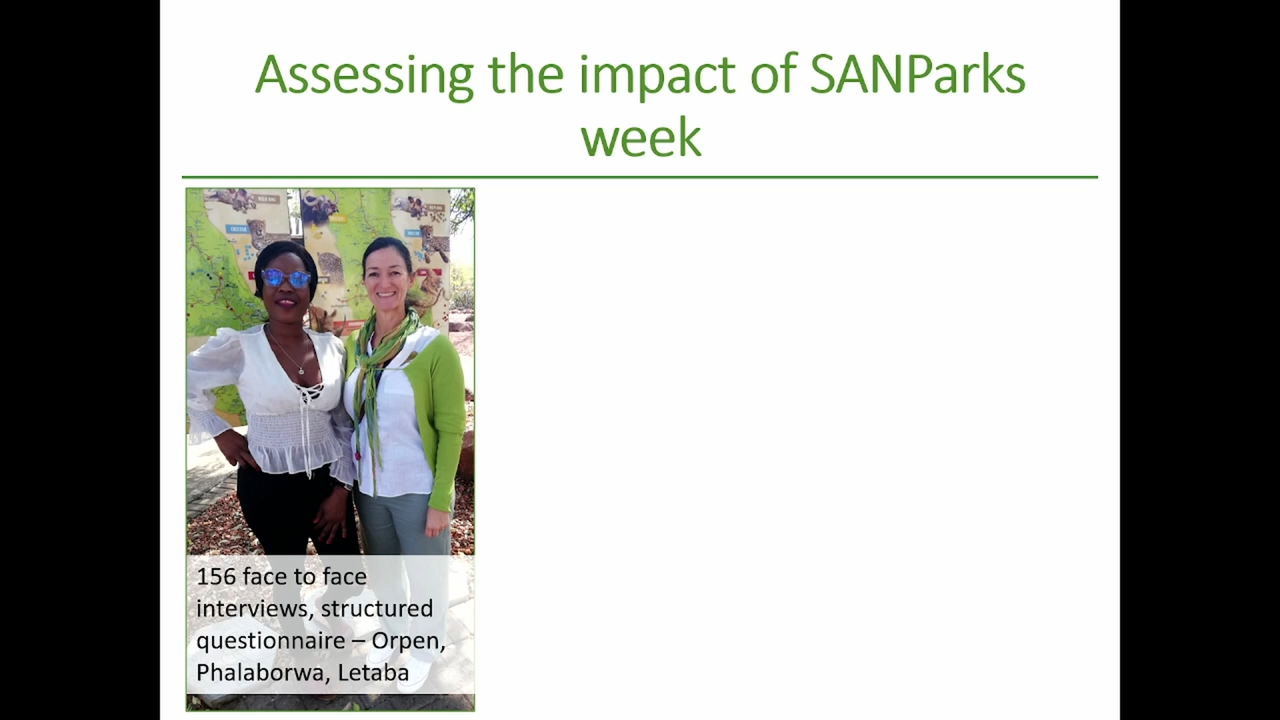 Assessing the impact of SANParks
week
156 face to face
interviews, structured
questionnaire – Orpen,
Phalaborwa, Letaba